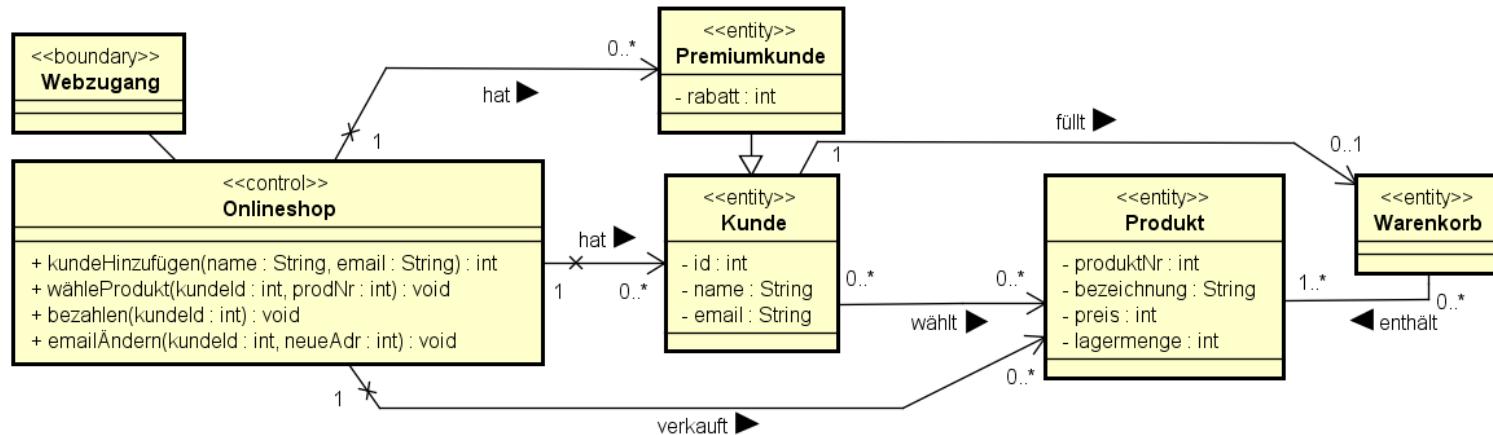 <<boundary>>
Webzugang
hat ▶
1
0..*
<<entity>>
Premiumkunde
- rabatt : int
<<control>>
Onlineshop
+ kundeHinzufügen(name : String, email : String) : int
+ wähleProdukt(kundeId : int, prodNr : int) : void
+ bezahlen(kundeId : int) : void
+ emailÄndern(kundeId : int, neueAdr : int) : void
hat ▶
1
0..*
<<entity>>
Kunde
- id : int
- name : String
- email : String
1
füllt ▶
0..1
0..*
wählt ▶
0..*
<<entity>>
Produkt
- produktNr : int
- bezeichnung : String
- preis : int
- lagermenge : int
<<entity>>
Warenkorb
1..*
0..*
◀ enthält
1
verkauft ▶
0..*